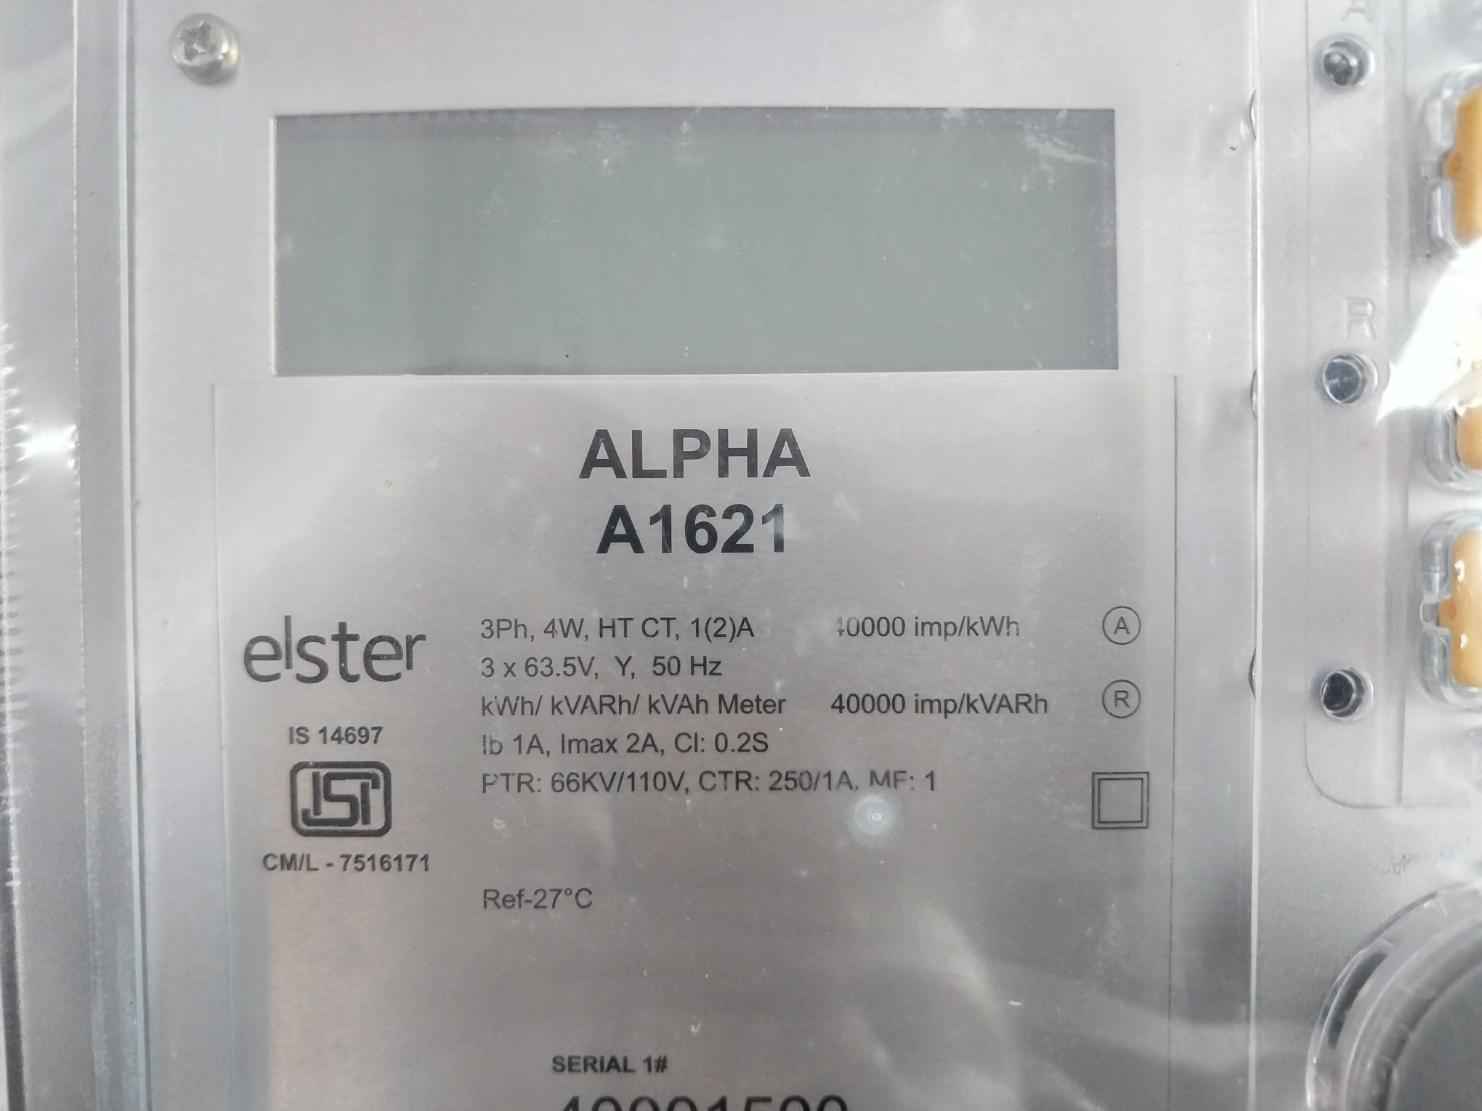 A
R
ALPHA
A1621
elster
3Ph, 4W, HT CT, 1(2)A 40000 imp/kWh A
3 x 63.5V, Y, 50 Hz
kWh/ kVARh/ kVAh Meter 40000 imp/kVARh R
Ib 1A, Imax 2A, Cl: 0.2S
PTR: 66KV/110V, CTR: 250/1A, MF: 1
IS 14697
ISI
CM/L - 7516171
Ref-27°C
SERIAL 1#